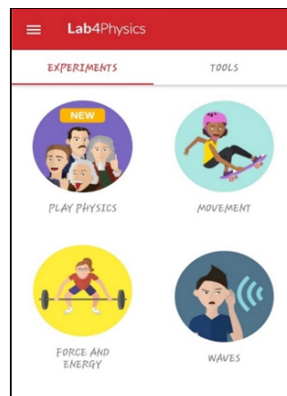 Lab4Physics
EXPERIMENTS TOOLS
NEW
PLAY PHYSICS MOVEMENT
FORCE AND
ENERGY
WAVES